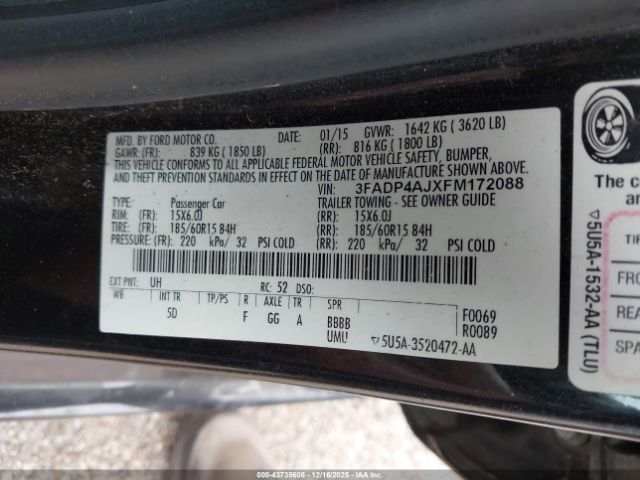 MFD. BY FORD MOTOR CO. DATE: 01/15 GVWR: 1642 KG ( 3620 LB)
GAWR: (FR): 839 KG ( 1850 LB) (RR): 816 KG ( 1800 LB)
THIS VEHICLE CONFORMS TO ALL APPLICABLE FEDERAL MOTOR VEHICLE SAFETY, BUMPER,
AND THEFT PREVENTION STANDARDS IN EFFECT ON THE DATE OF MANUFACTURE SHOWN ABOVE.
VIN: 3FADP4AJXFM172088
TYPE: Passenger Car TRAILER TOWING - SEE OWNER GUIDE
RIM: (FR): 15X6.0J (RR): 15X6.0J
TIRE: (FR): 185/60R15 84H (RR): 185/60R15 84H
PRESSURE: (FR): 220 kPa/ 32 PSI COLD (RR): 220 kPa/ 32 PSI COLD
EXT PNT: UH RC: 52 DSO:
WB INT TR TP/PS R AXLE TR SPR
5D F GG A BBBB
UMU
F0069
R0089
▽5U5A-3520472-AA
▽5U5A-1532-AA (TLU)
The c
an
TI
FRO
REA
SPA
000-43735608 - 12/16/2025 - IAAI.COM